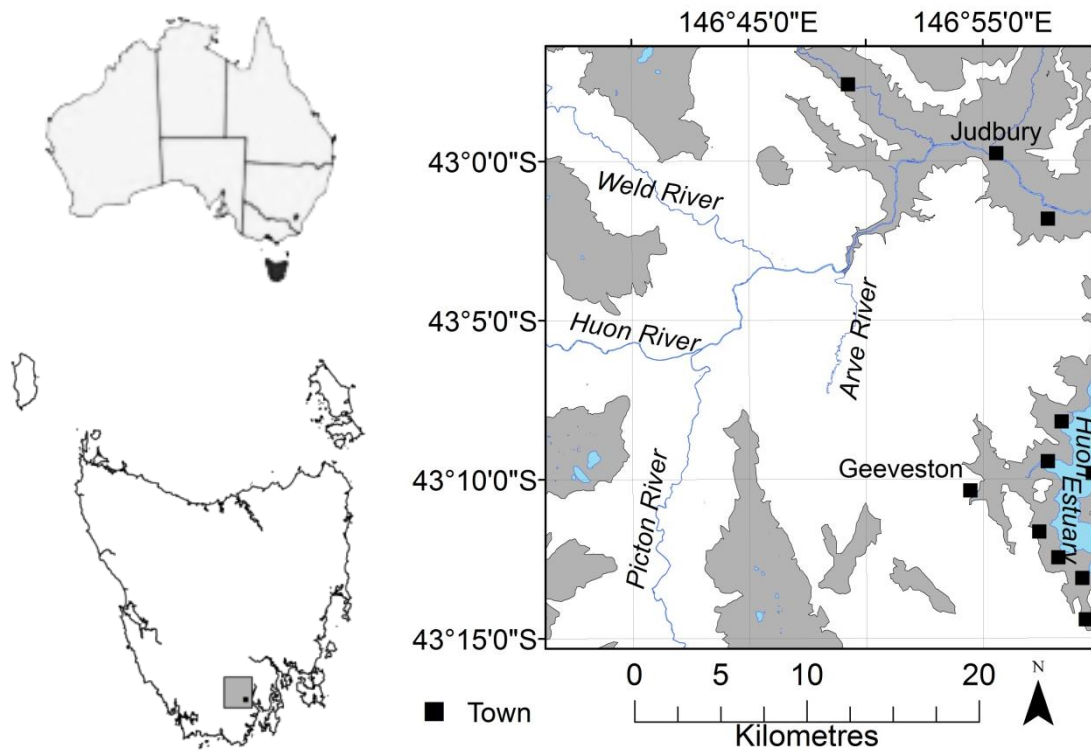 146°45'0"E
146°55'0"E
Judbury
43°0'0"S
Weld River
43°5'0"S
Huon River
Arve River
Geeveston
43°10'0"S
Huon
Estuary
Picton River
43°15'0"S
0 5 10 20
N
Town
Kilometres